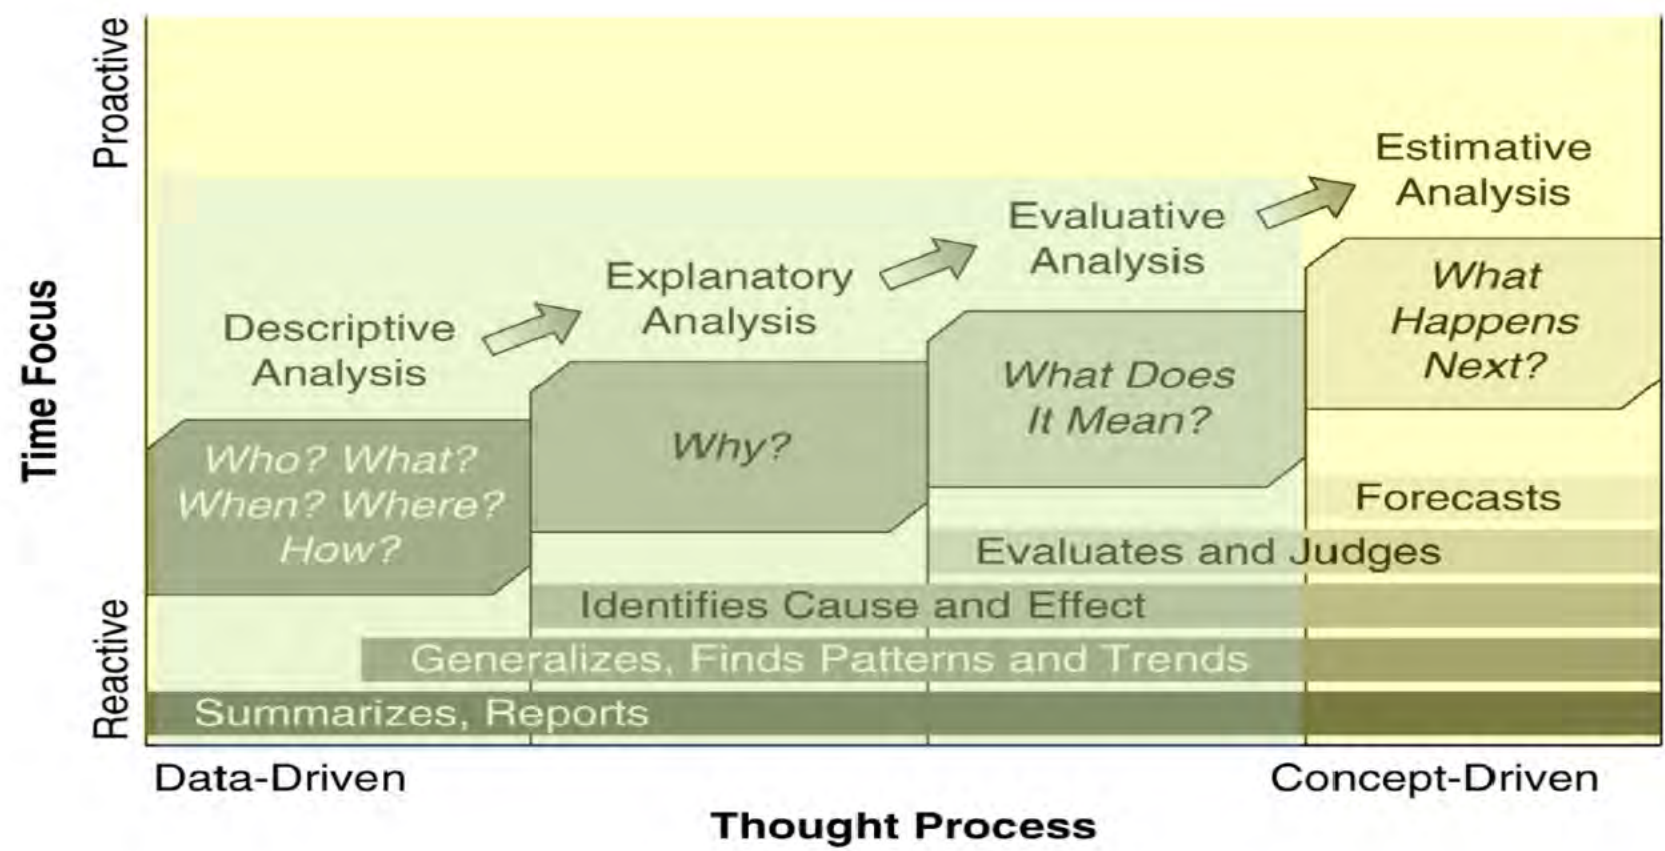 Proactive
Time Focus
Reactive
Descriptive
Analysis
Who? What?
When? Where?
How?
Explanatory
Analysis
Why?
Evaluative
Analysis
What Does
It Mean?
Estimative
Analysis
What
Happens
Next?
Forecasts
Evaluates and Judges
Identifies Cause and Effect
Generalizes, Finds Patterns and Trends
Summarizes, Reports
Data-Driven
Concept-Driven
Thought Process